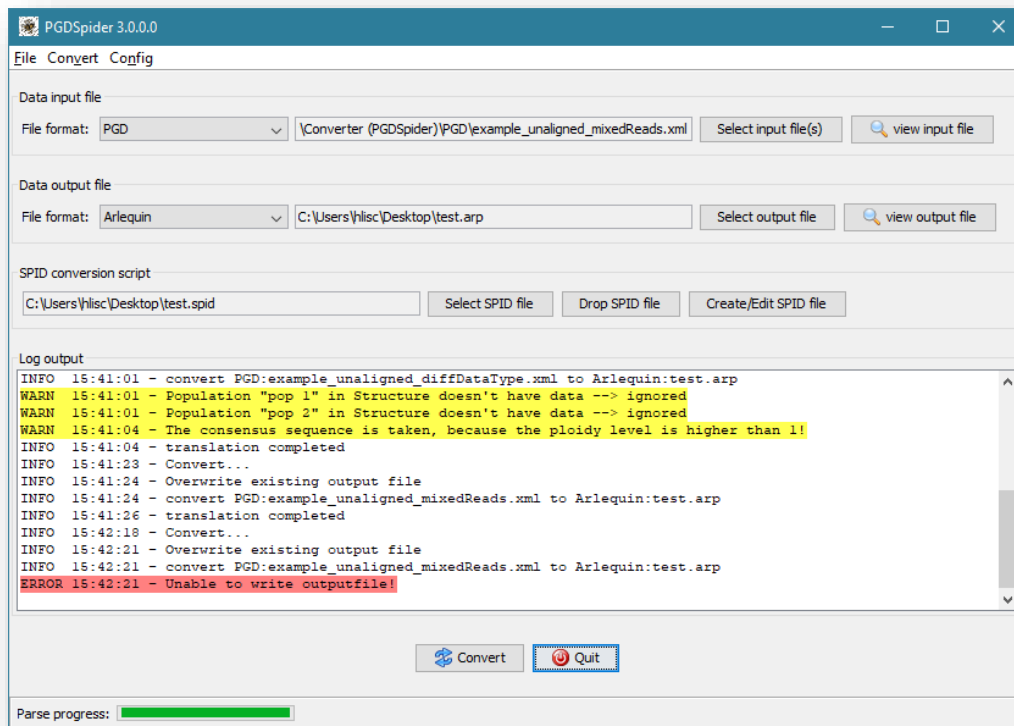 PGDSpider 3.0.0.0
File Convert Config
Data input file
File format: PGD \Converter (PGDSpider)\PGD\example_unaligned_mixedReads.xml Select input file(s) view input file
Data output file
File format: Arlequin C:\Users\hlisc\Desktop\test.arp Select output file view output file
SPID conversion script
C:\Users\hlisc\Desktop\test.spid Select SPID file Drop SPID file Create/Edit SPID file
Log output
INFO 15:41:01 - convert PGD:example_unaligned_diffDataType.xml to Arlequin:test.arp
WARN 15:41:01 - Population "pop 1" in Structure doesn't have data --> ignored
WARN 15:41:01 - Population "pop 2" in Structure doesn't have data --> ignored
WARN 15:41:04 - The consensus sequence is taken, because the ploidy level is higher than 1!
INFO 15:41:04 - translation completed
INFO 15:41:23 - Convert...
INFO 15:41:24 - Overwrite existing output file
INFO 15:41:24 - convert PGD:example_unaligned_mixedReads.xml to Arlequin:test.arp
INFO 15:41:26 - translation completed
INFO 15:42:18 - Convert...
INFO 15:42:21 - Overwrite existing output file
INFO 15:42:21 - convert PGD:example_unaligned_mixedReads.xml to Arlequin:test.arp
ERROR 15:42:21 - Unable to write outputfile!
Convert Quit
Parse progress: